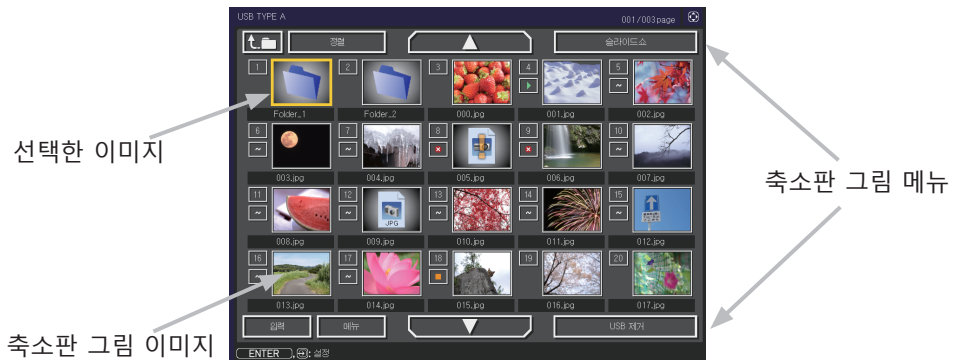 USB TYPE A 001/003page
정렬 슬라이드쇼
1 2 3 4 5
Folder_1 Folder_2 000.jpg 001.jpg 002.jpg
선택한 이미지
6 7 8 9 10
003.jpg 004.jpg 005.jpg 006.jpg 007.jpg
축소판 그림 메뉴
11 12 13 14 15
JPG
008.jpg 009.jpg 010.jpg 011.jpg 012.jpg
16 17 18 19 20
013.jpg 014.jpg 015.jpg 016.jpg 017.jpg
축소판 그림 이미지
입력 메뉴 USB 제거
ENTER , : 설정